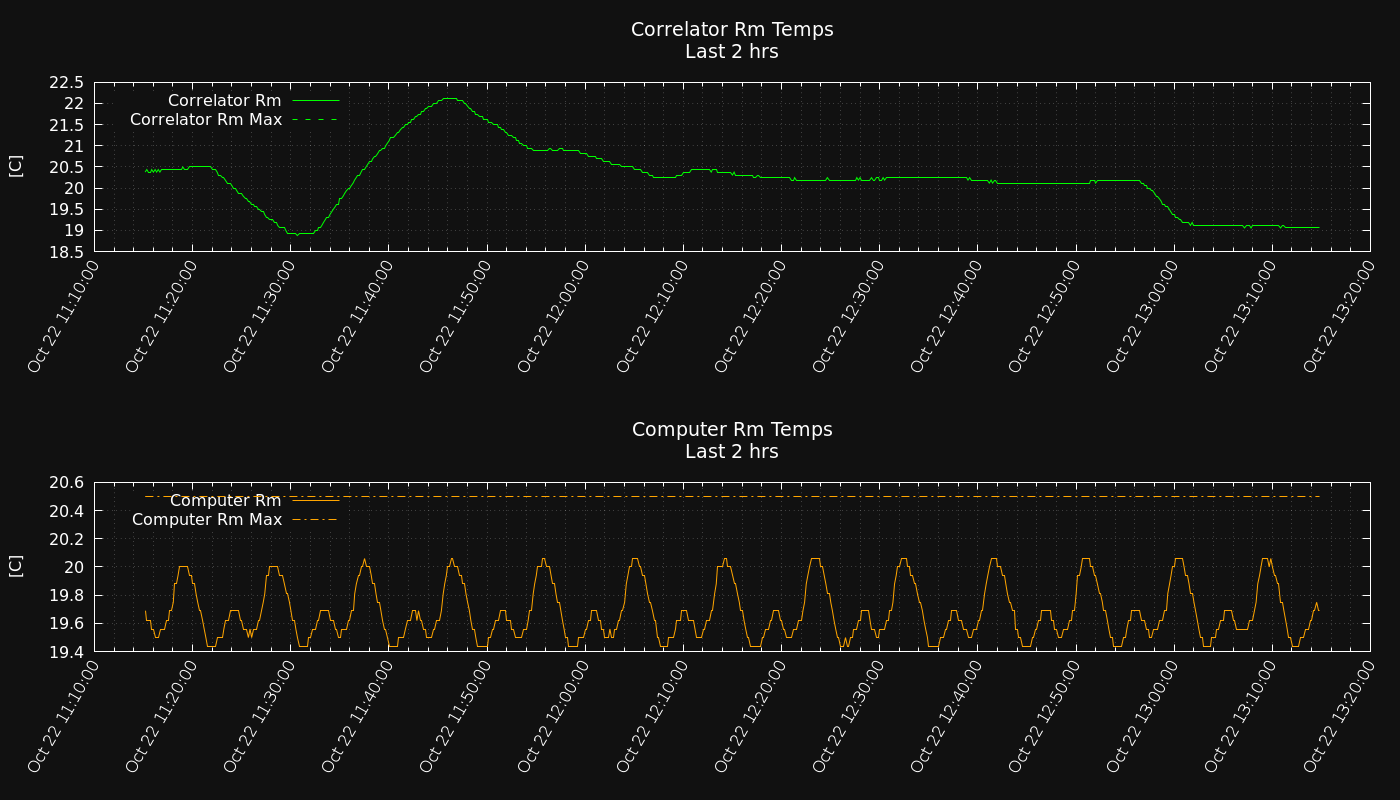 Correlator Rm Temps
Last 2 hrs
22.5
22
21.5
21
20.5
20
19.5
19
18.5
[C]
Correlator Rm
Correlator Rm Max
Oct 22 11:10:00
Oct 22 11:20:00
Oct 22 11:30:00
Oct 22 11:40:00
Oct 22 11:50:00
Oct 22 12:00:00
Oct 22 12:10:00
Oct 22 12:20:00
Oct 22 12:30:00
Oct 22 12:40:00
Oct 22 12:50:00
Oct 22 13:00:00
Oct 22 13:10:00
Oct 22 13:20:00
Computer Rm Temps
Last 2 hrs
20.6
20.4
20.2
20
19.8
19.6
19.4
[C]
Computer Rm
Computer Rm Max
Oct 22 11:10:00
Oct 22 11:20:00
Oct 22 11:30:00
Oct 22 11:40:00
Oct 22 11:50:00
Oct 22 12:00:00
Oct 22 12:10:00
Oct 22 12:20:00
Oct 22 12:30:00
Oct 22 12:40:00
Oct 22 12:50:00
Oct 22 13:00:00
Oct 22 13:10:00
Oct 22 13:20:00